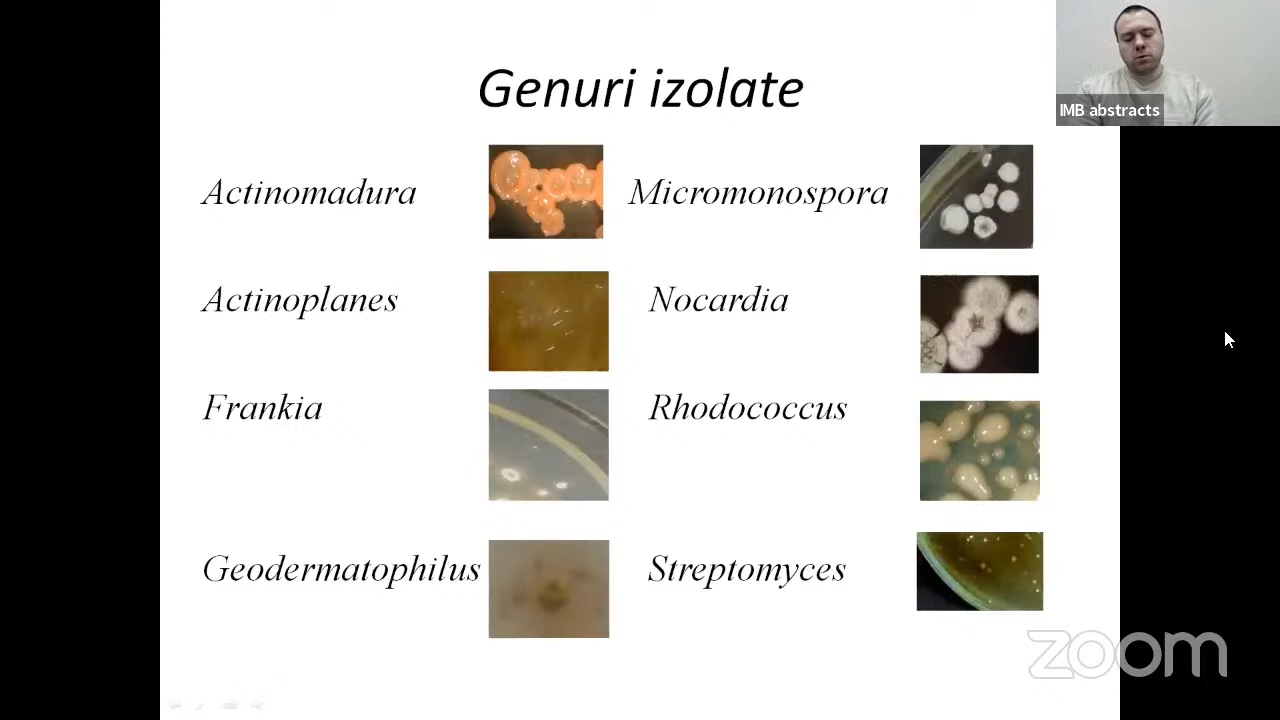 IMB abstracts
Genuri izolate
Actinomadura
Micromonospora
Actinoplanes
Nocardia
Frankia
Rhodococcus
Geodermatophilus
Streptomyces
zoom